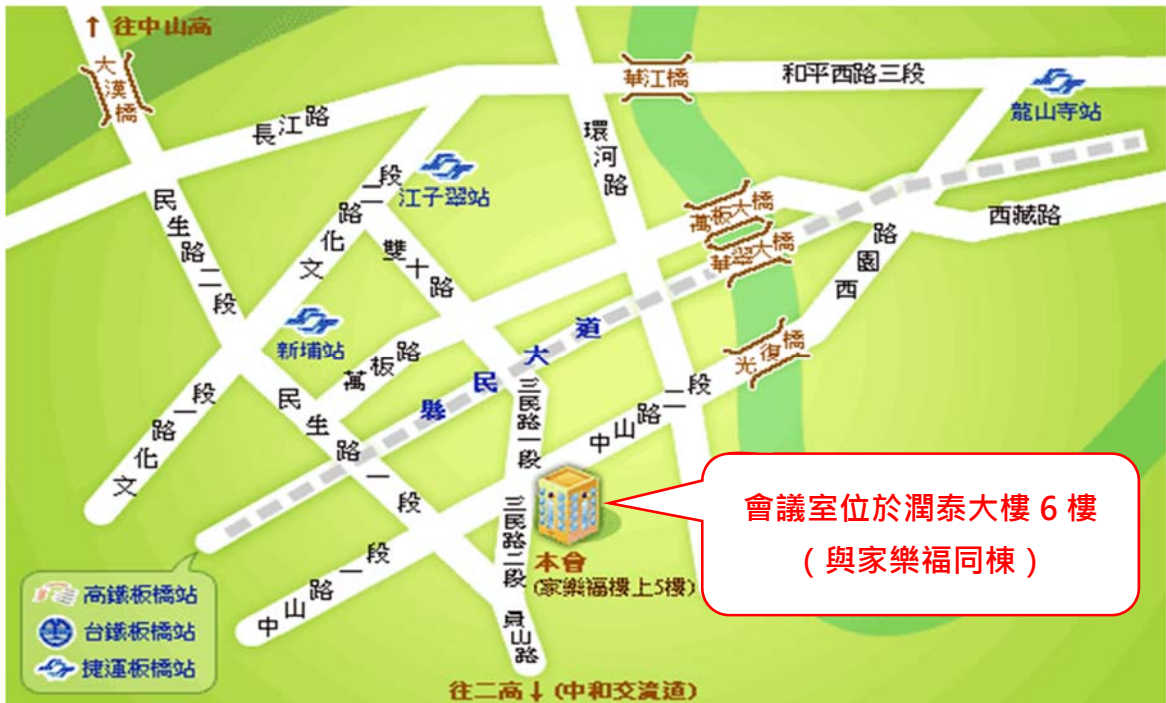 ↑ 往中山高
大漢橋
華江橋
和平西路三段
龍山寺站
長江路
環河路
江子翠站
文化路二段
民生路二段
雙十路
萬板大橋
華翠大橋
西藏路
西園路
新埔站
萬板路
縣民大道
光復橋
文化路一段
民生路一段
三民路一段
中山路二段
三民路二段
本會
(家樂福樓上5樓)
會議室位於潤泰大樓 6 樓
（與家樂福同棟）
中山路一段
員山路
高鐵板橋站
台鐵板橋站
捷運板橋站
往二高↓(中和交流道)